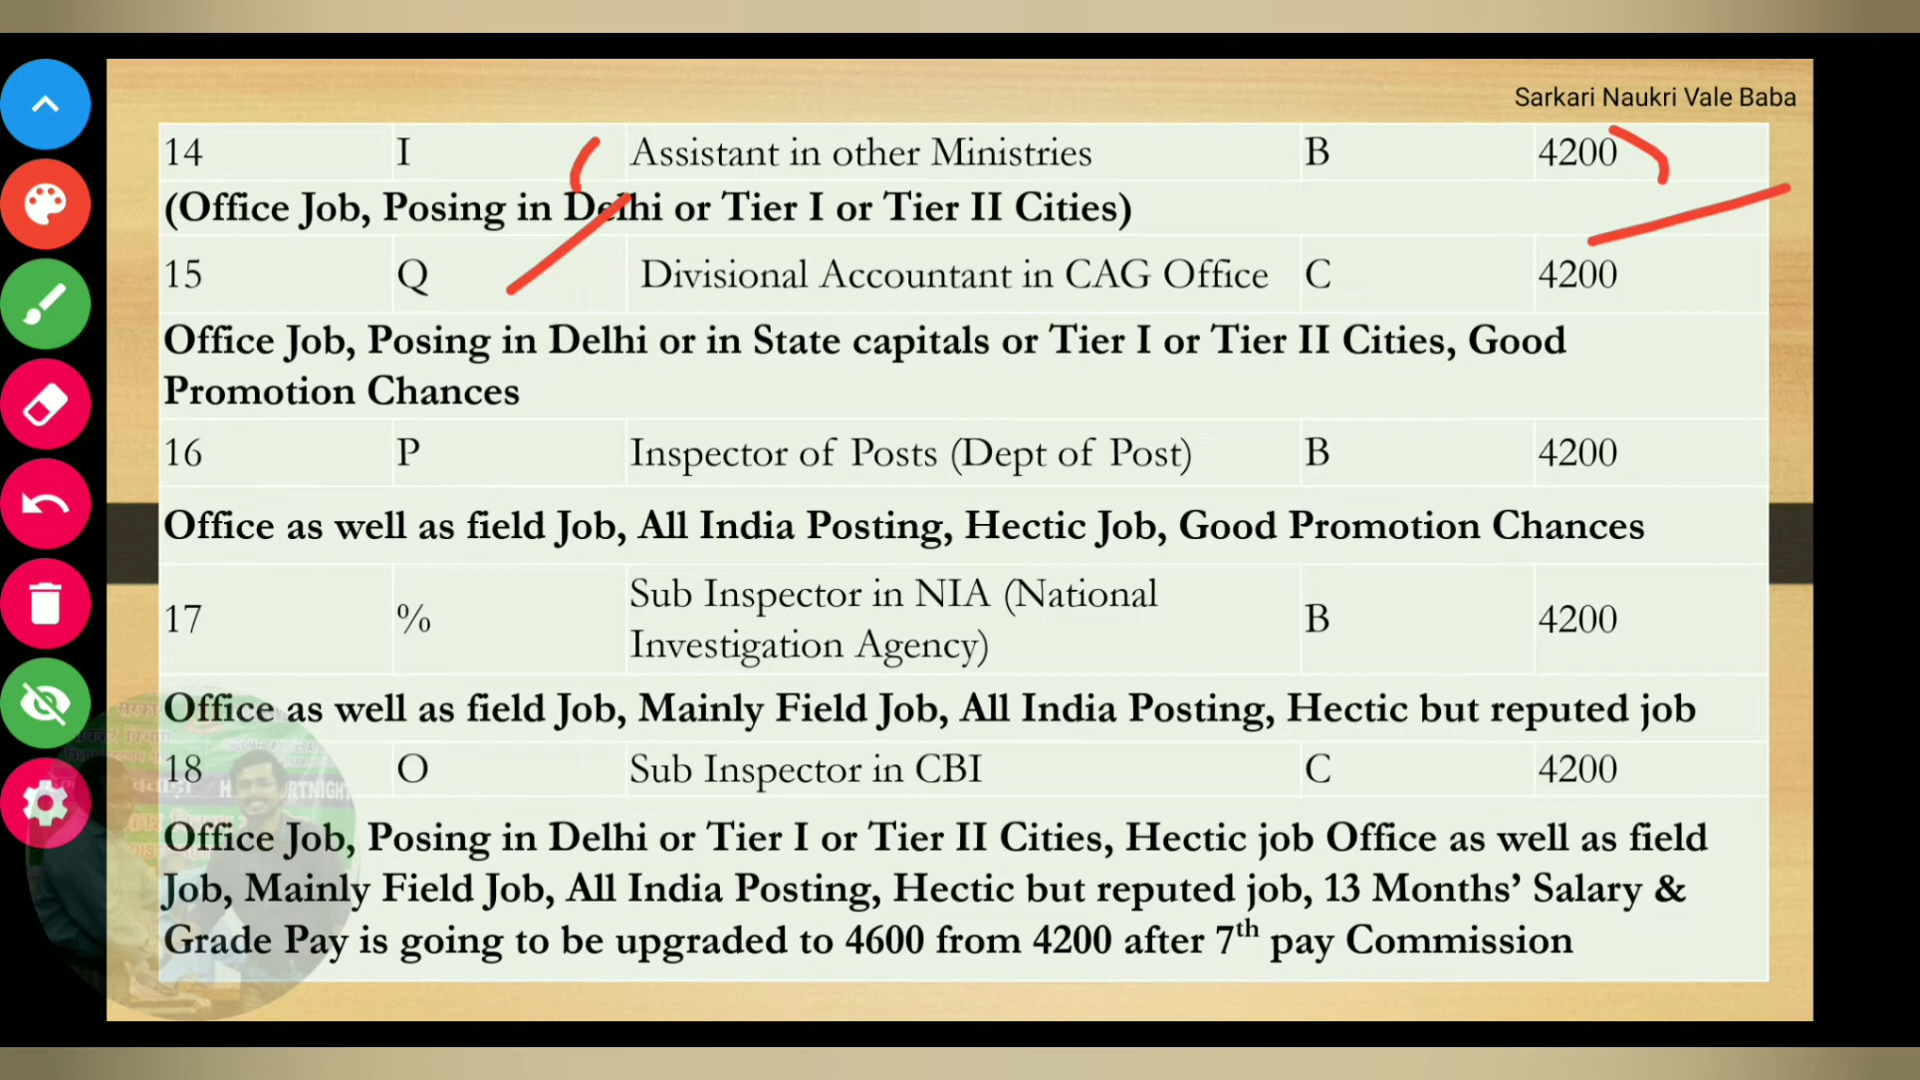 Sarkari Naukri Vale Baba
14 I Assistant in other Ministries B 4200
(Office Job, Posing in Delhi or Tier I or Tier II Cities)
15 Q Divisional Accountant in CAG Office C 4200
Office Job, Posing in Delhi or in State capitals or Tier I or Tier II Cities, Good
Promotion Chances
16 P Inspector of Posts (Dept of Post) B 4200
Office as well as field Job, All India Posting, Hectic Job, Good Promotion Chances
17 % Sub Inspector in NIA (National
Investigation Agency) B 4200
Office as well as field Job, Mainly Field Job, All India Posting, Hectic but reputed job
18 O Sub Inspector in CBI C 4200
Office Job, Posing in Delhi or Tier I or Tier II Cities, Hectic job Office as well as field
Job, Mainly Field Job, All India Posting, Hectic but reputed job, 13 Months’ Salary &
Grade Pay is going to be upgraded to 4600 from 4200 after 7th pay Commission